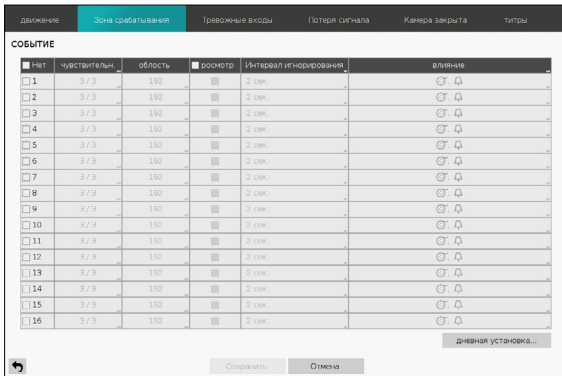 движение Зона срабатывания Тревожные входы Потеря сигнала Камера закрыта титры
СОБЫТИЕ
Нет чувствительн. облость росмотр Интервал игнорирования влияние
1 3 / 3 192 2 сек.
2 3 / 3 192 2 сек.
3 3 / 3 192 2 сек.
4 3 / 3 192 2 сек.
5 3 / 3 192 2 сек.
6 3 / 3 192 2 сек.
7 3 / 3 192 2 сек.
8 3 / 3 192 2 сек.
9 3 / 3 192 2 сек.
10 3 / 3 192 2 сек.
11 3 / 3 192 2 сек.
12 3 / 3 192 2 сек.
13 3 / 3 192 2 сек.
14 3 / 3 192 2 сек.
15 3 / 3 192 2 сек.
16 3 / 3 192 2 сек.
дневная установка...
Сохранить Отмена